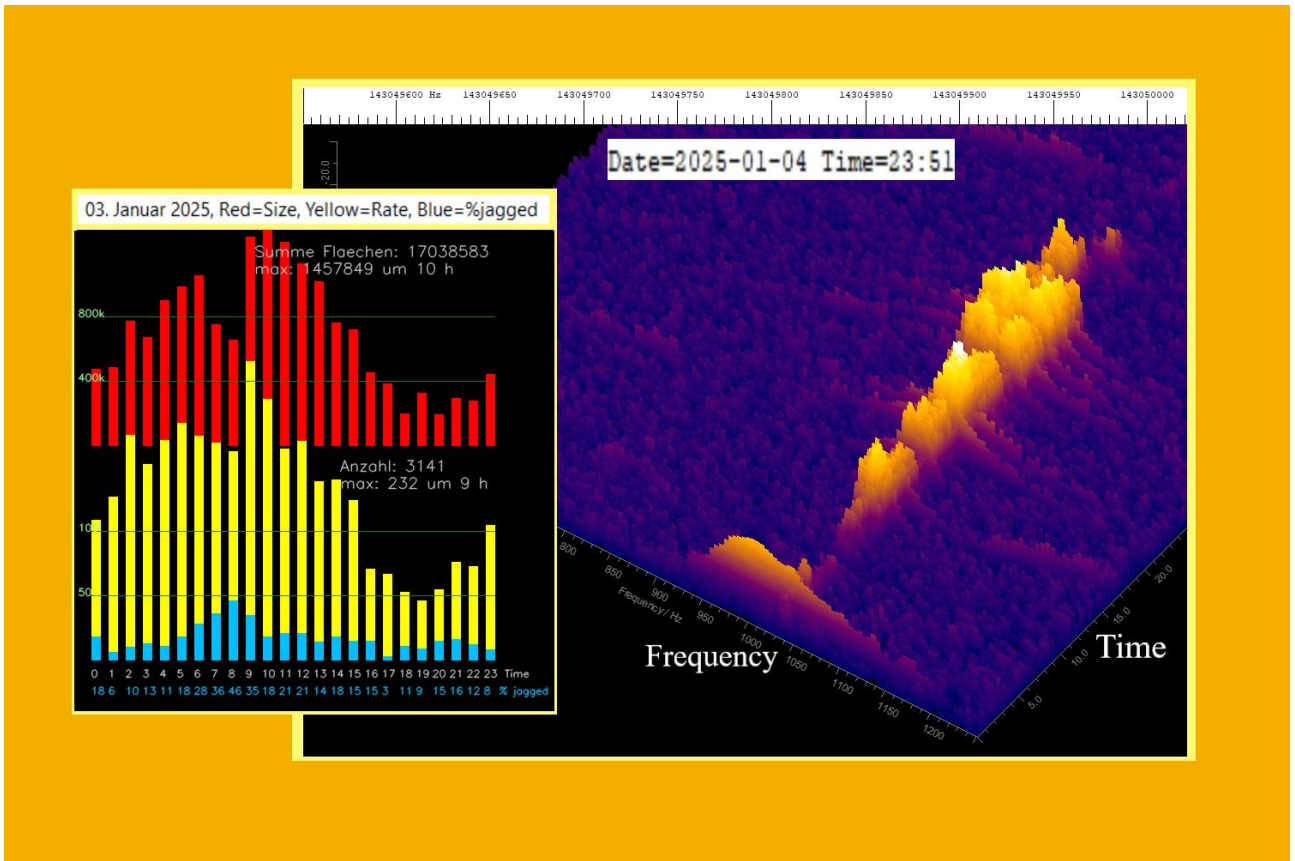 143049600 Hz 143049650 143049700 143049750 143049800 143049850 143049900 143049950 143050000
Date=2025-01-04 Time=23:51
-20.0
03. Januar 2025, Red=Size, Yellow=Rate, Blue=%jagged
Summe Flaechen: 17038583
max: 1457849 um 10 h
800k
400k
Anzahl: 3141
max: 232 um 9 h
10
50
0 1 2 3 4 5 6 7 8 9 10 11 12 13 14 15 16 17 18 19 20 21 22 23 Time
18 6 10 13 11 18 28 36 46 35 18 21 21 14 18 15 15 3 11 9 15 16 12 8 % jagged
800 850 900 950 1000 1050 1100 1150 1200
Frequency/Hz
Frequency
5.0 10.0 15.0 20.0
Time